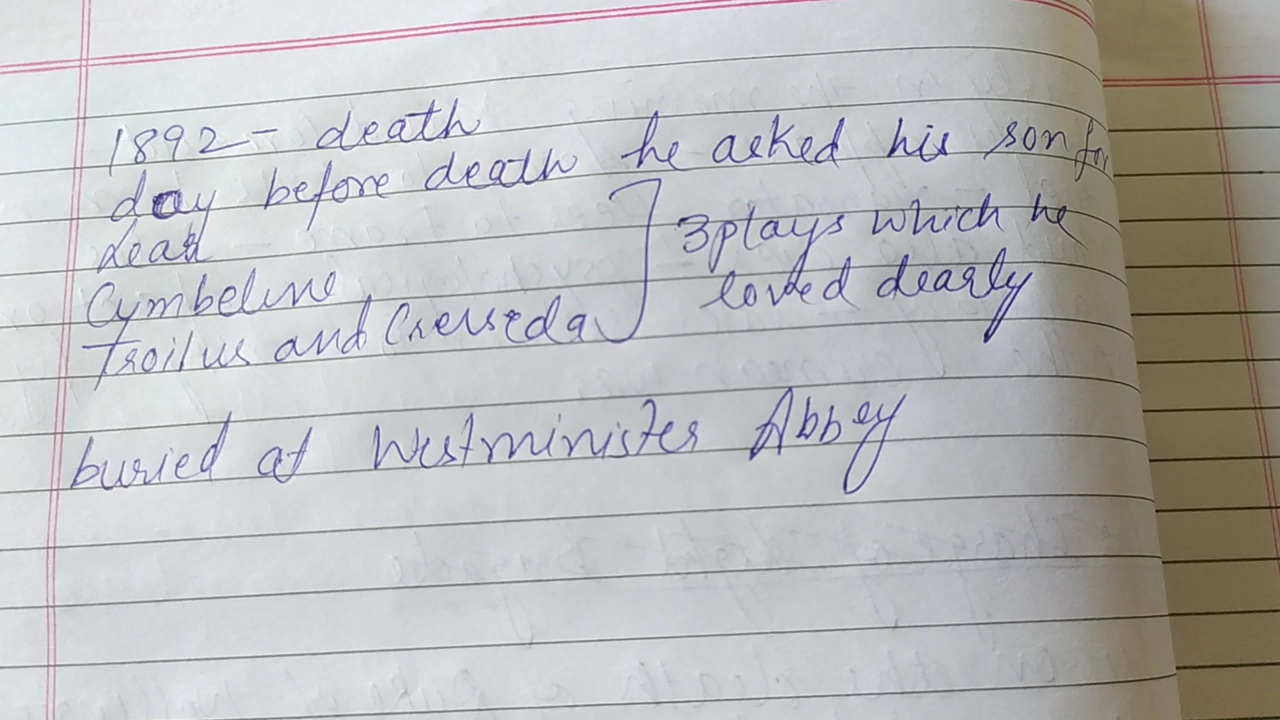 1892 - death
day before death he asked his son for
Lear
Cymbeline
Troilus and Cresseda
] 3 plays which he
loved dearly
buried at Westminister Abbey